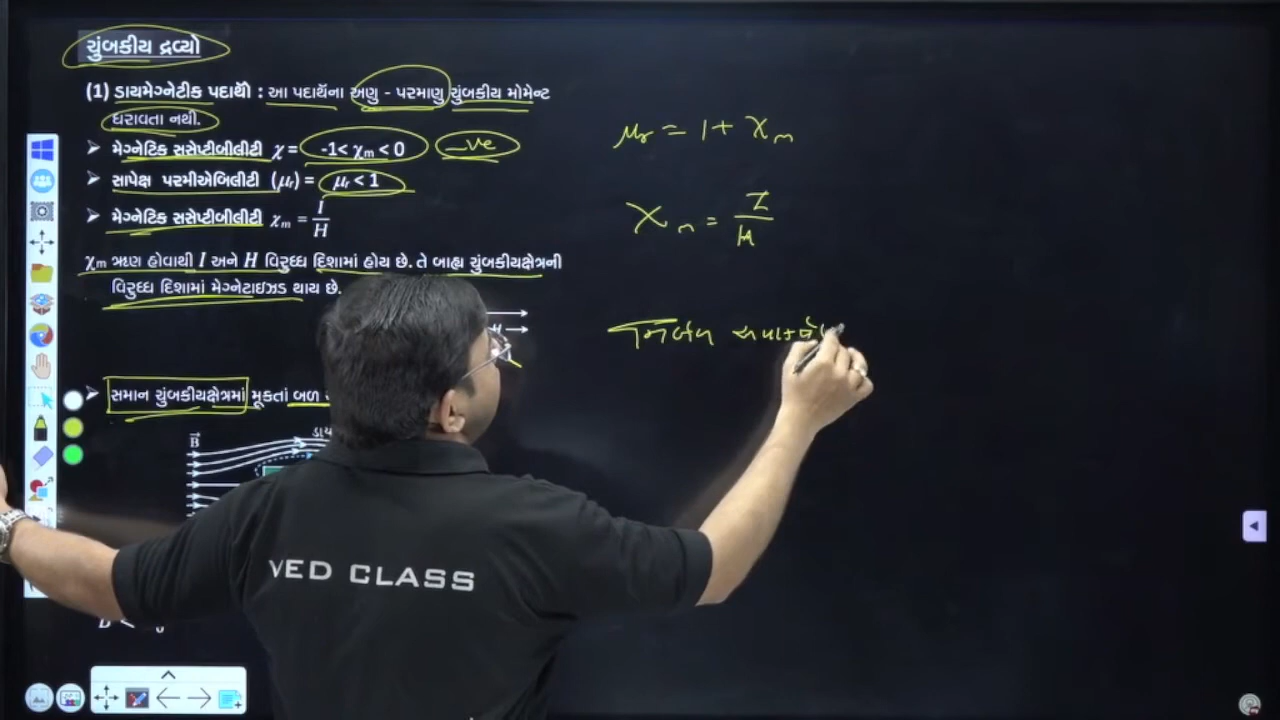 ચુંબકીય દ્રવ્યો
(1) ડાયમેગ્નેટીક પદાર્થો : આ પદાર્થના અણુ - પરમાણુ ચુંબકીય મોમેન્ટ
ધરાવતા નથી.
➤ મેગ્નેટિક સસેપ્ટીબીલીટી χ = -1< χm < 0 –ve
➤ સાપેક્ષ પરમીએબિલીટી (μr) = μr < 1
➤ મેગ્નેટિક સસેપ્ટીબીલીટી χm = I/H
χm ઋણ હોવાથી I અને H વિરુધ્ધ દિશામાં હોય છે. તે બાહ્ય ચુંબકીયક્ષેત્રની
વિરુધ્ધ દિશામાં મેગ્નેટાઇઝ્ડ થાય છે.
➤ સમાન ચુંબકીયક્ષેત્રમાં મૂકતાં બળ
B⃗
μr = 1 + χm
χm = I/H
VED CLASS